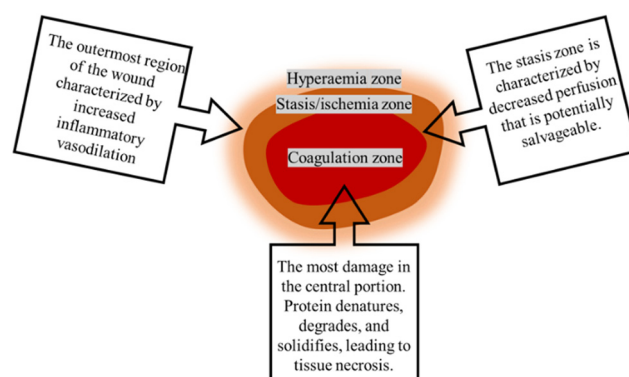 The outermost region
of the wound
characterized by
increased
inflammatory
vasodilation
Hyperaemia zone
Stasis/ischemia zone
Coagulation zone
The stasis zone is
characterized by
decreased perfusion
that is potentially
salvageable.
The most damage in
the central portion.
Protein denatures,
degrades, and
solidifies, leading to
tissue necrosis.